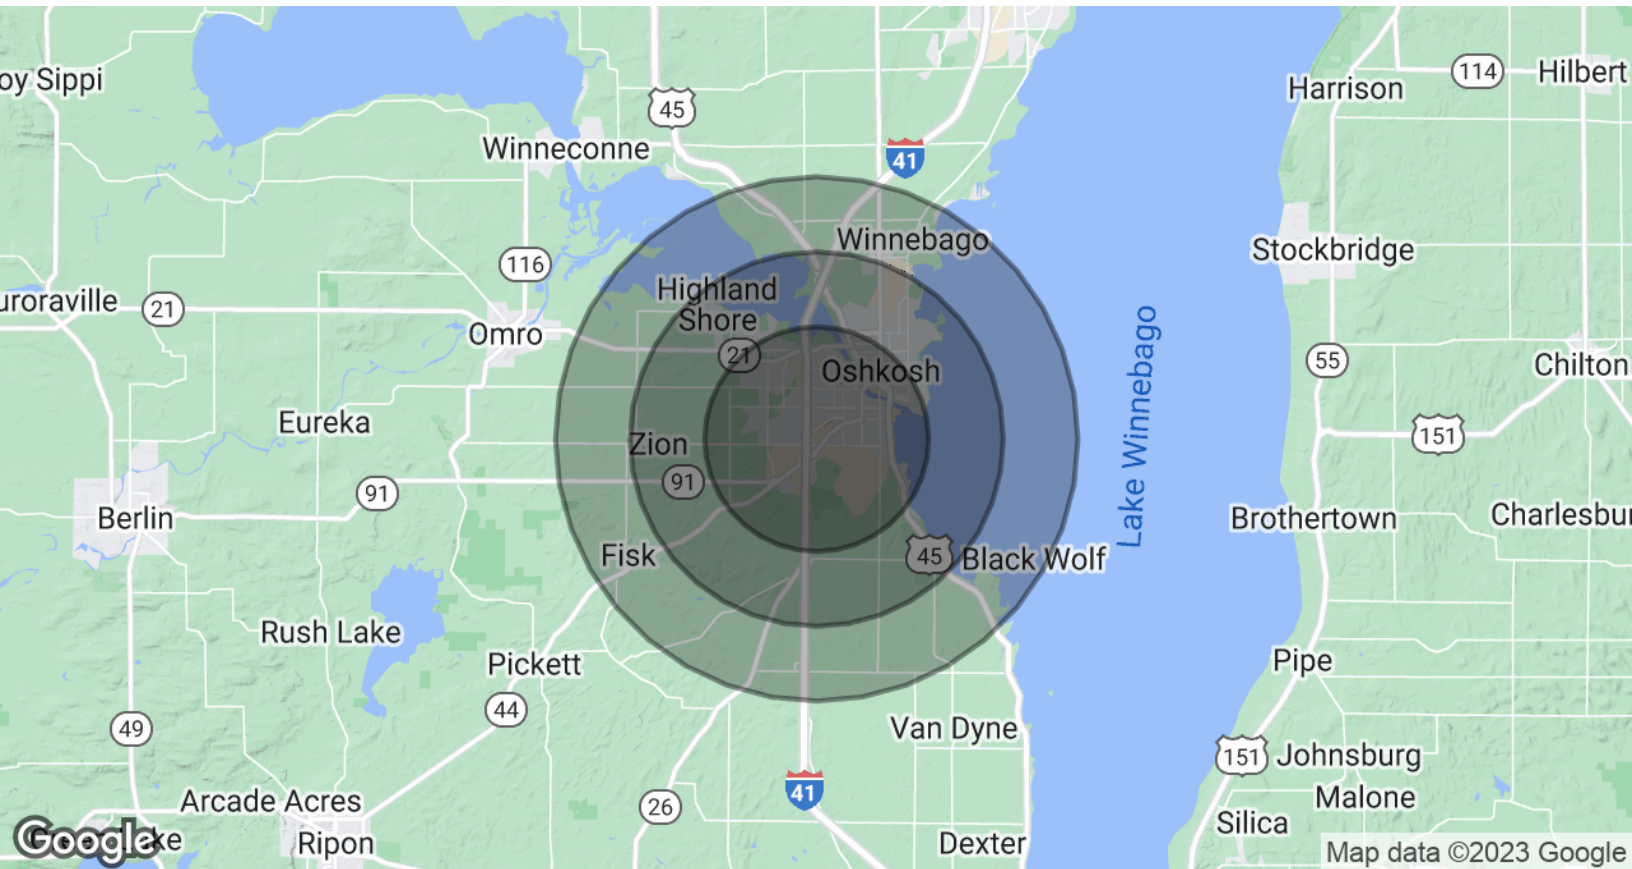 oy Sippi
45
114
Hilbert
Harrison
Winneconne
41
Winnebago
Stockbridge
116
Highland
Shore
uroraville
21
Omro
21
Oshkosh
Lake Winnebago
55
Chilton
Eureka
Zion
151
91
91
Berlin
Brothertown
Charlesbur
Fisk
45
Black Wolf
Rush Lake
Pickett
Pipe
44
49
Van Dyne
151
Johnsburg
41
Malone
Arcade Acres
26
Silica
Google
Ripon
Dexter
Map data ©2023 Google